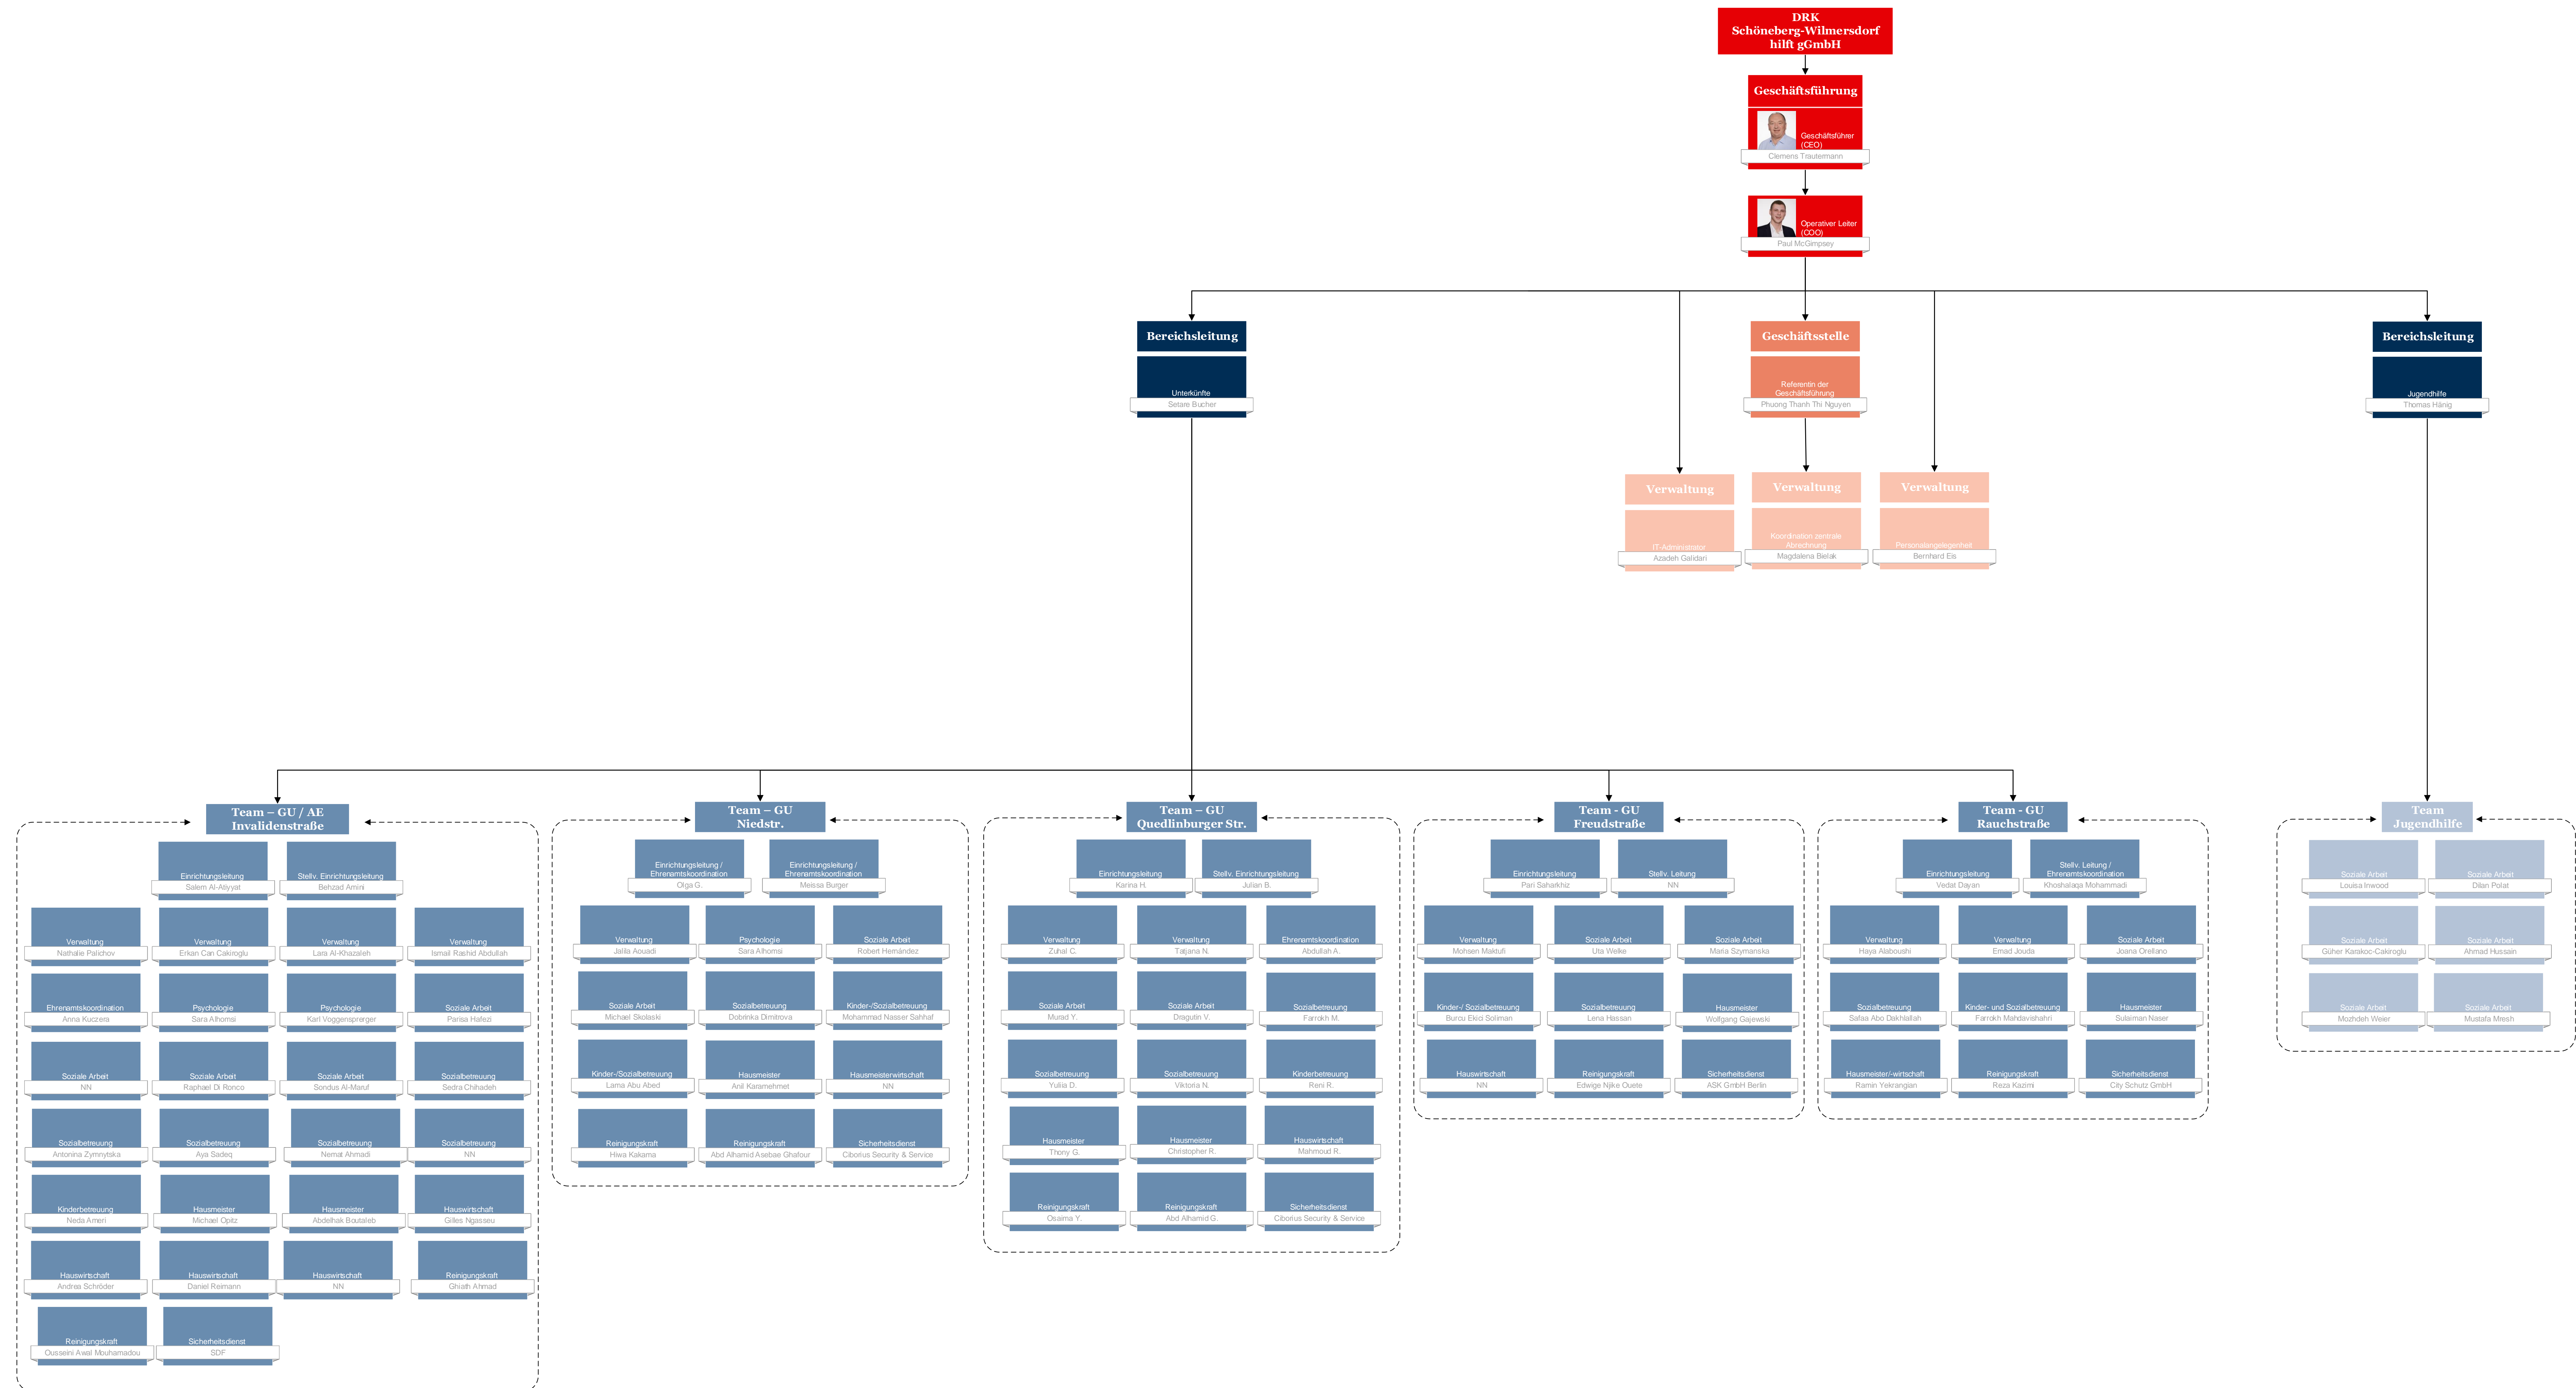 DRK
Schöneberg-Wilmersdorf
hilft gGmbH
Geschäftsführung
Geschäftsführer
(CEO)
Clemens Trautermann
Operativer Leiter
(COO)
Paul McGimpsey
Bereichsleitung
Unterkünfte
Setare Bucher
Geschäftsstelle
Referentin der
Geschäftsführung
Phuong Thanh Thi Nguyen
Bereichsleitung
Jugendhilfe
Thomas Hänig
Verwaltung
IT-Administrator
Azadeh Galidari
Verwaltung
Koordination zentrale
Abrechnung
Magdalena Bielak
Verwaltung
Personalangelegenheit
Bernhard Eis
Team – GU / AE
Invalidenstraße
Einrichtungsleitung
Salem Al-Atiyyat
Stellv. Einrichtungsleitung
Behzad Amini
Verwaltung
Nathalie Palichov
Verwaltung
Erkan Can Cakiroglu
Verwaltung
Lara Al-Khazaleh
Verwaltung
Ismail Rashid Abdullah
Ehrenamtskoordination
Anna Kuczera
Psychologie
Sara Alhomsi
Psychologie
Karl Voggensprerger
Soziale Arbeit
Parisa Hafezi
Soziale Arbeit
NN
Soziale Arbeit
Raphael Di Ronco
Soziale Arbeit
Sondus Al-Maruf
Sozialbetreuung
Sedra Chihadeh
Sozialbetreuung
Antonina Zymnytska
Sozialbetreuung
Aya Sadeq
Sozialbetreuung
Nemat Ahmadi
Sozialbetreuung
NN
Kinderbetreuung
Neda Ameri
Hausmeister
Michael Opitz
Hausmeister
Abdelhak Boutaleb
Hauswirtschaft
Gilles Ngasseu
Hauswirtschaft
Andrea Schröder
Hauswirtschaft
Daniel Reimann
Hauswirtschaft
NN
Reinigungskraft
Ghiath Ahmad
Reinigungskraft
Ousseini Awal Mouhamadou
Sicherheitsdienst
SDF
Team – GU
Niedstr.
Einrichtungsleitung /
Ehrenamtskoordination
Olga G.
Einrichtungsleitung /
Ehrenamtskoordination
Meissa Burger
Verwaltung
Jalila Aouadi
Psychologie
Sara Alhomsi
Soziale Arbeit
Robert Hernández
Soziale Arbeit
Michael Skolaski
Sozialbetreuung
Dobrinka Dimitrova
Kinder-/Sozialbetreuung
Mohammad Nasser Sahhaf
Kinder-/Sozialbetreuung
Lama Abu Abed
Hausmeister
Anil Karamehmet
Hausmeisterwirtschaft
NN
Reinigungskraft
Hiwa Kakama
Reinigungskraft
Abd Alhamid Asebae Ghafour
Sicherheitsdienst
Ciborius Security & Service
Team – GU
Quedlinburger Str.
Einrichtungsleitung
Karina H.
Stellv. Einrichtungsleitung
Julian B.
Verwaltung
Zuhal C.
Verwaltung
Tatjana N.
Ehrenamtskoordination
Abdullah A.
Soziale Arbeit
Murad Y.
Soziale Arbeit
Dragutin V.
Sozialbetreuung
Farrokh M.
Sozialbetreuung
Yuliia D.
Sozialbetreuung
Viktoria N.
Kinderbetreuung
Reni R.
Hausmeister
Thony G.
Hausmeister
Christopher R.
Hauswirtschaft
Mahmoud R.
Reinigungskraft
Osaima Y.
Reinigungskraft
Abd Alhamid G.
Sicherheitsdienst
Ciborius Security & Service
Team - GU
Freudstraße
Einrichtungsleitung
Pari Saharkhiz
Stellv. Leitung
NN
Verwaltung
Mohsen Maktufi
Soziale Arbeit
Uta Welke
Soziale Arbeit
Maria Szymanska
Kinder-/ Sozialbetreuung
Burcu Ekici Soliman
Sozialbetreuung
Lena Hassan
Hausmeister
Wolfgang Gajewski
Hauswirtschaft
NN
Reinigungskraft
Edwige Njike Ouete
Sicherheitsdienst
ASK GmbH Berlin
Team - GU
Rauchstraße
Einrichtungsleitung
Vedat Dayan
Stellv. Leitung /
Ehrenamtskoordination
Khoshalaqa Mohammadi
Verwaltung
Haya Alaboushi
Verwaltung
Emad Jouda
Soziale Arbeit
Joana Orellano
Sozialbetreuung
Safaa Abo Dakhlallah
Kinder- und Sozialbetreuung
Farrokh Mahdavishahri
Hausmeister
Sulaiman Naser
Hausmeister/-wirtschaft
Ramin Yekrangian
Reinigungskraft
Reza Kazimi
Sicherheitsdienst
City Schutz GmbH
Team
Jugendhilfe
Soziale Arbeit
Louisa Inwood
Soziale Arbeit
Dilan Polat
Soziale Arbeit
Güher Karakoc-Cakiroglu
Soziale Arbeit
Ahmad Hussain
Soziale Arbeit
Mozhdeh Weier
Soziale Arbeit
Mustafa Mresh